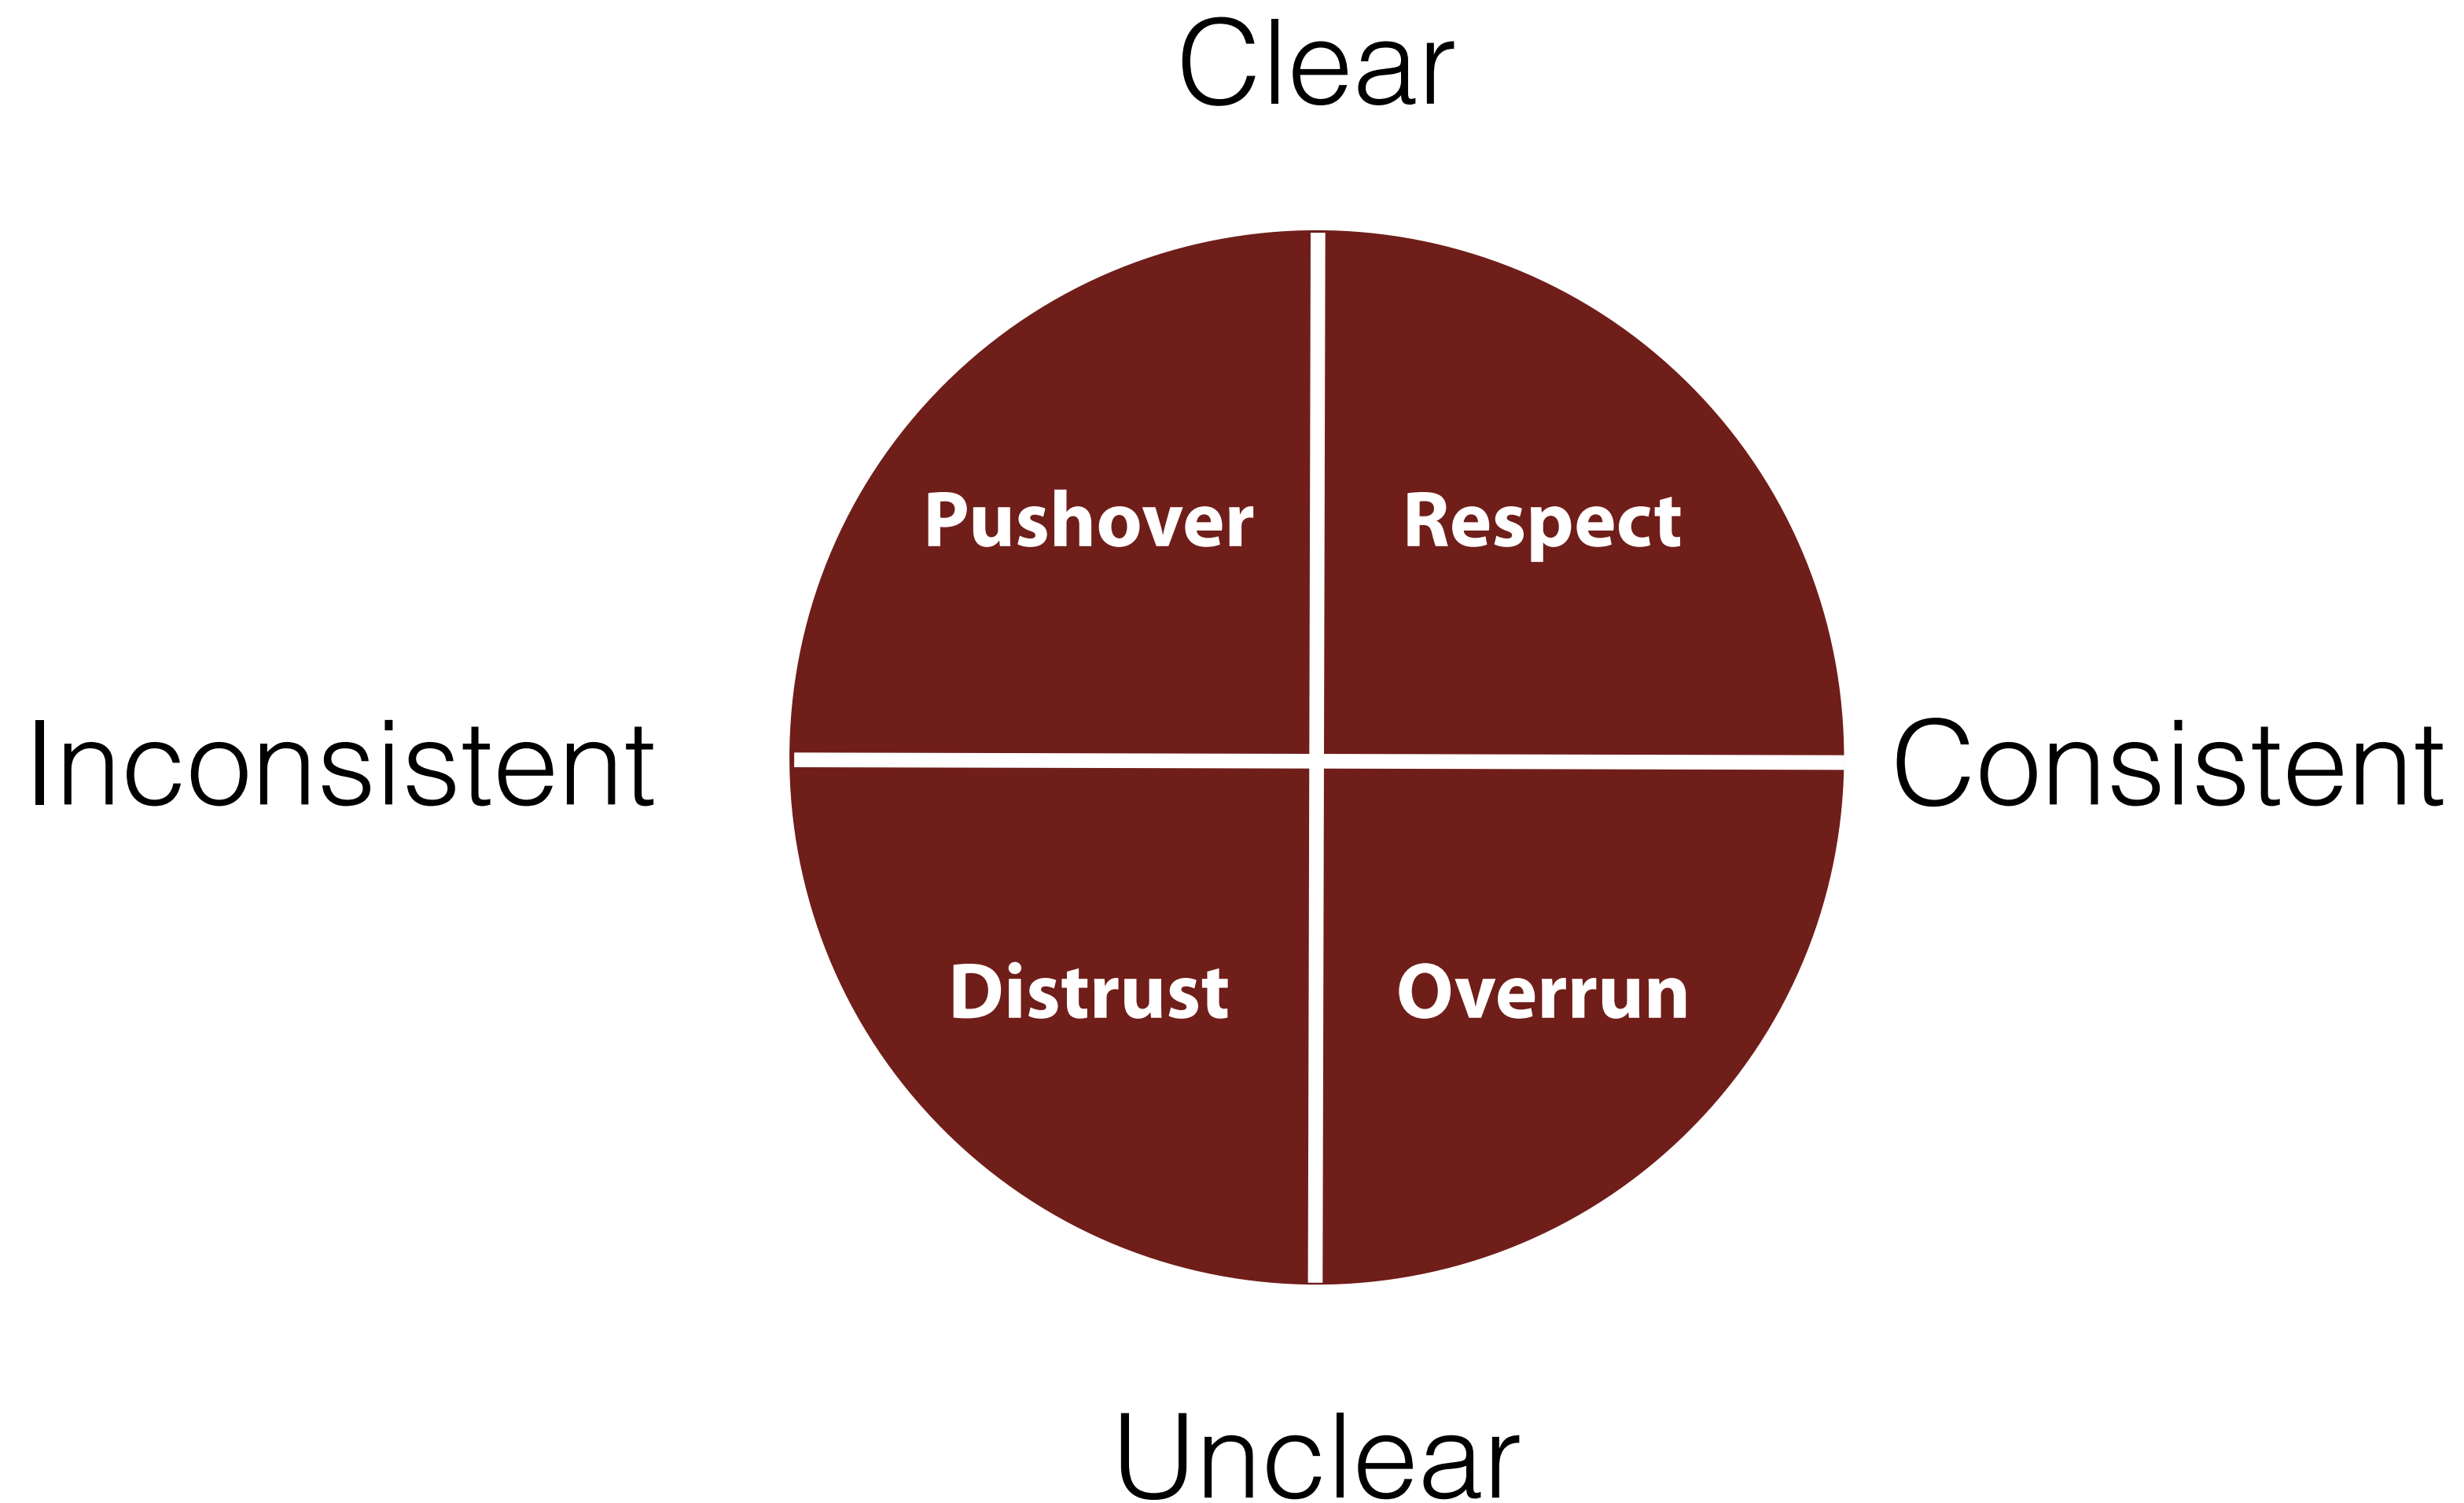 Clear
Pushover
Respect
Inconsistent
Consistent
Distrust
Overrun
Unclear